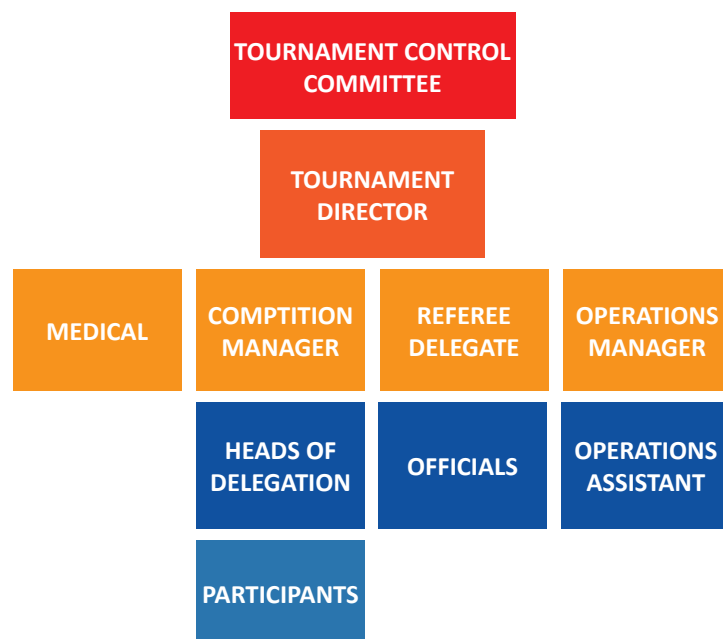 TOURNAMENT CONTROL
COMMITTEE
TOURNAMENT
DIRECTOR
MEDICAL
COMPTITION
MANAGER
REFEREE
DELEGATE
OPERATIONS
MANAGER
HEADS OF
DELEGATION
OFFICIALS
OPERATIONS
ASSISTANT
PARTICIPANTS